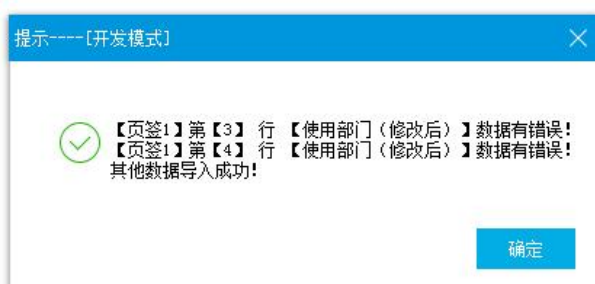 提示----[开发模式]
【页签1】第【3】 行 【使用部门（修改后）】数据有错误!
【页签1】第【4】 行 【使用部门（修改后）】数据有错误!
其他数据导入成功!
确定